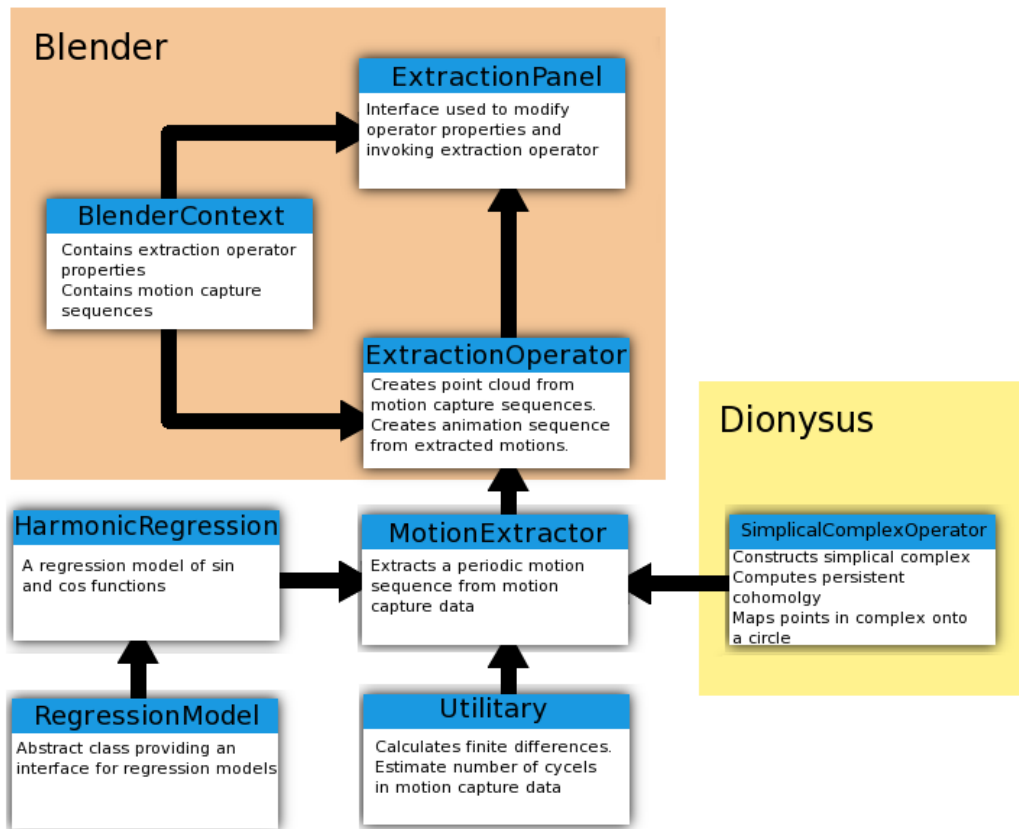 Blender
ExtractionPanel
Interface used to modify
operator properties and
invoking extraction operator
BlenderContext
Contains extraction operator
properties
Contains motion capture
sequences
ExtractionOperator
Creates point cloud from
motion capture sequences.
Creates animation sequence
from extracted motions.
Dionysus
HarmonicRegression
A regression model of sin
and cos functions
MotionExtractor
Extracts a periodic motion
sequence from motion
capture data
SimplicalComplexOperator
Constructs simplical complex
Computes persistent
cohomolgy
Maps points in complex onto
a circle
RegressionModel
Abstract class providing an
interface for regression models
Utilitary
Calculates finite differences.
Estimate number of cycels
in motion capture data